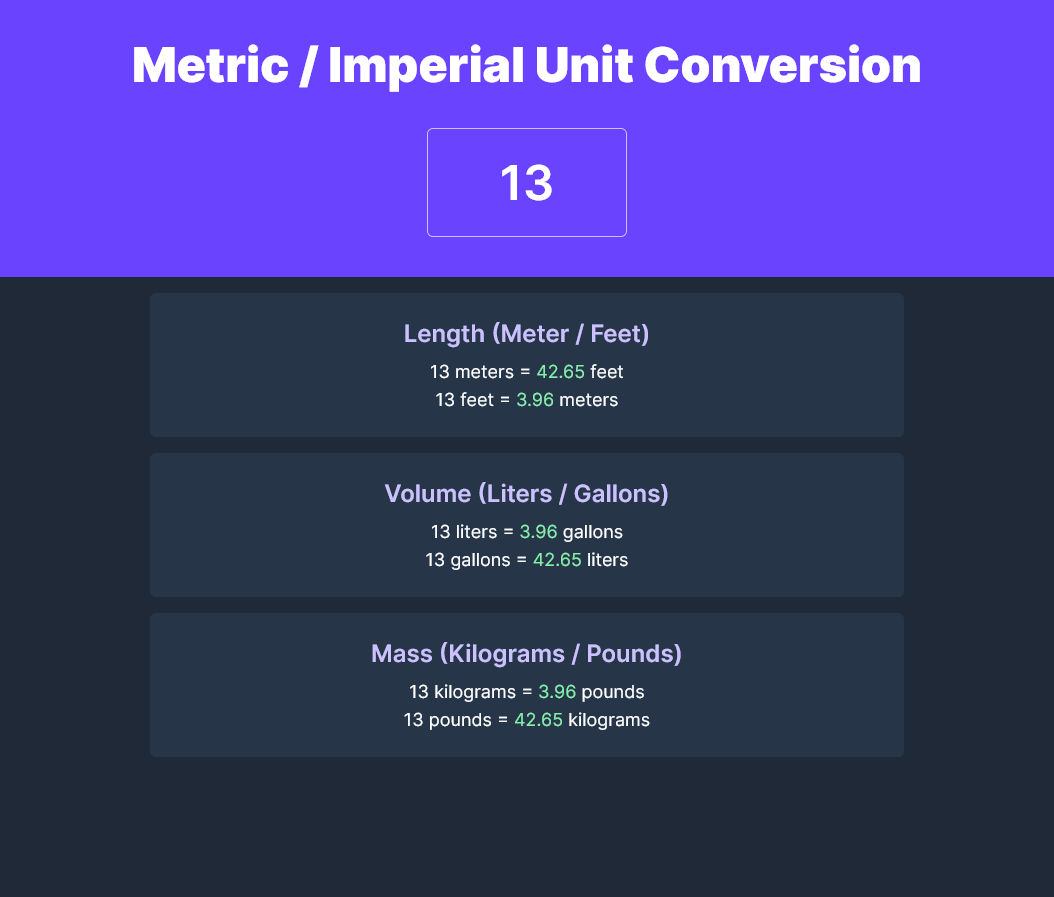 Metric / Imperial Unit Conversion
13
Length (Meter / Feet)
13 meters = 42.65 feet
13 feet = 3.96 meters
Volume (Liters / Gallons)
13 liters = 3.96 gallons
13 gallons = 42.65 liters
Mass (Kilograms / Pounds)
13 kilograms = 3.96 pounds
13 pounds = 42.65 kilograms